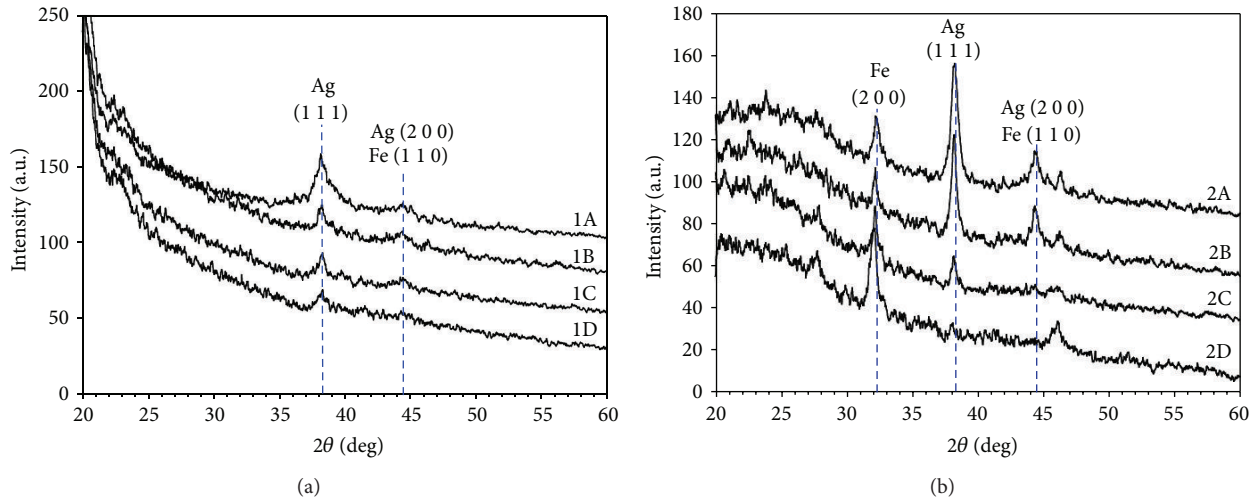 250
200
150
100
50
0
Intensity (a.u.)
Ag
(1 1 1)
Ag (2 0 0)
Fe (1 1 0)
1A
1B
1C
1D
20 25 30 35 40 45 50 55 60
2θ (deg)
(a)
180
160
140
120
100
80
60
40
20
0
Intensity (a.u.)
Fe
(2 0 0)
Ag
(1 1 1)
Ag (2 0 0)
Fe (1 1 0)
2A
2B
2C
2D
20 25 30 35 40 45 50 55 60
2θ (deg)
(b)